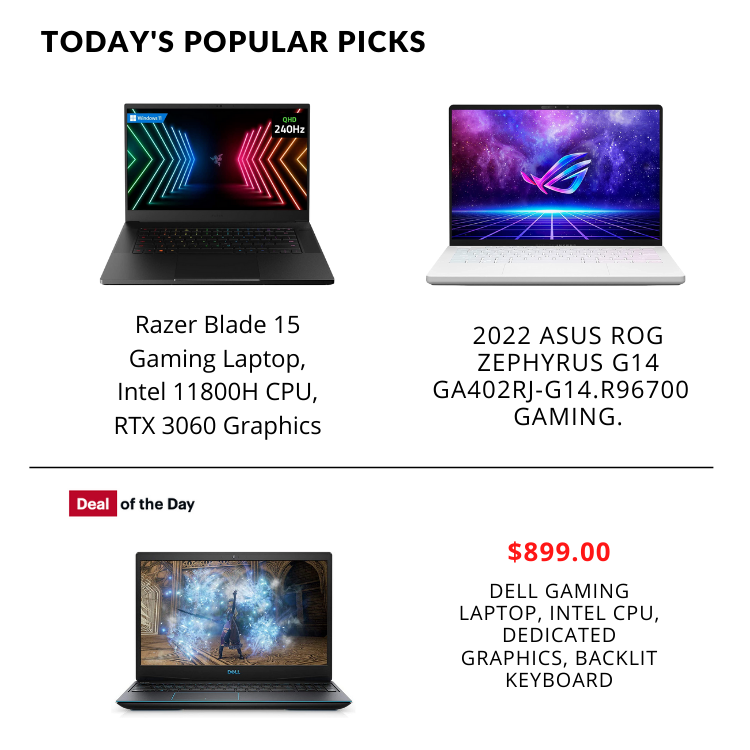 TODAY'S POPULAR PICKS
Windows 11
QHD
240Hz
Razer Blade 15
Gaming Laptop,
Intel 11800H CPU,
RTX 3060 Graphics
2022 ASUS ROG
ZEPHYRUS G14
GA402RJ-G14.R96700
GAMING.
Deal of the Day
DELL
$899.00
DELL GAMING
LAPTOP, INTEL CPU,
DEDICATED
GRAPHICS, BACKLIT
KEYBOARD